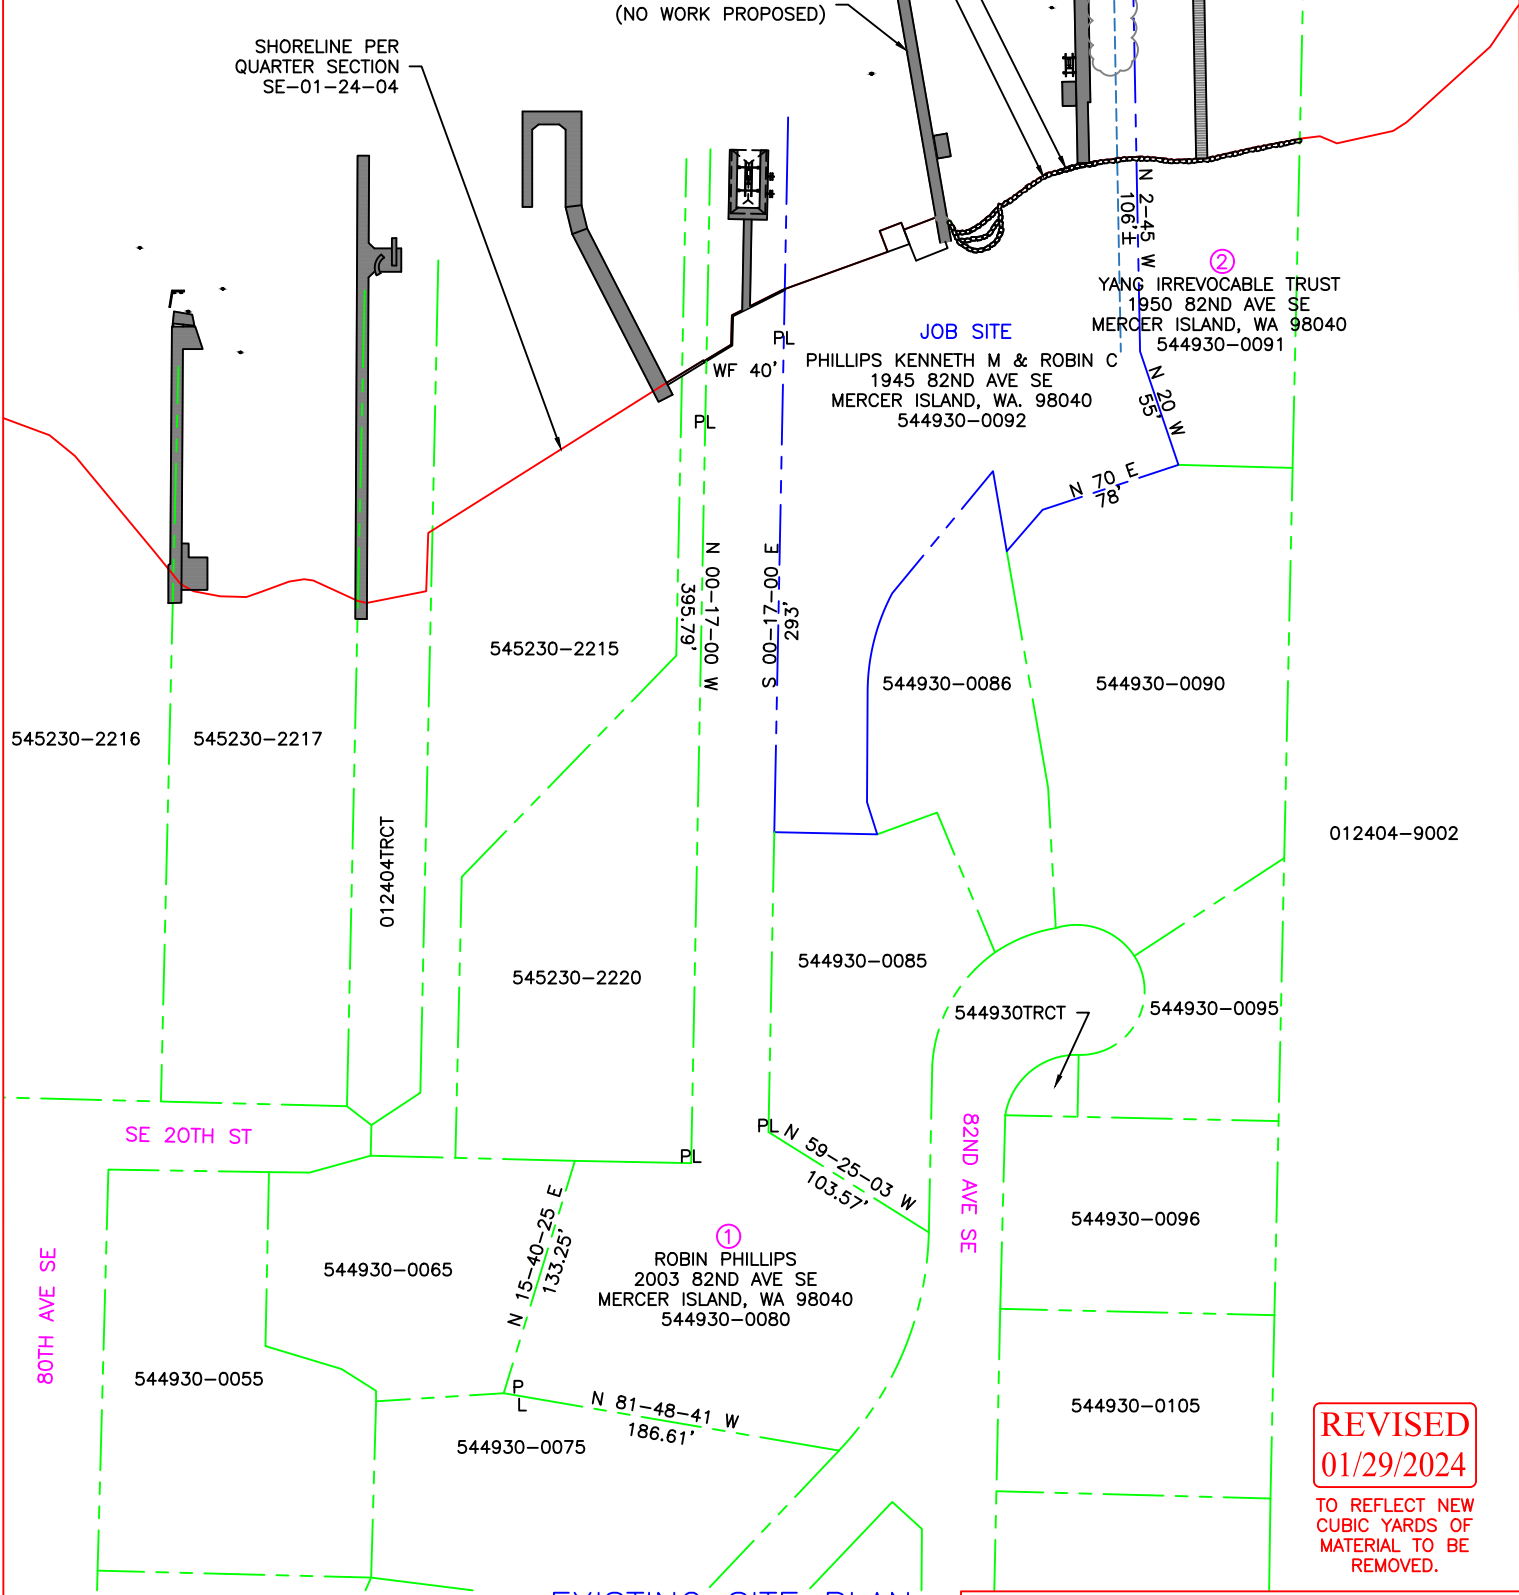 (NO WORK PROPOSED)
SHORELINE PER
QUARTER SECTION
SE-01-24-04
N 2-45 W
106'±
2
YANG IRREVOCABLE TRUST
1950 82ND AVE SE
MERCER ISLAND, WA 98040
544930-0091
JOB SITE
PHILLIPS KENNETH M & ROBIN C
1945 82ND AVE SE
MERCER ISLAND, WA. 98040
544930-0092
PL
WF 40'
PL
N 20 W
55'
N 70 E
78'
N 00-17-00 W
395.79'
S 00-17-00 E
293'
545230-2215
544930-0086
544930-0090
545230-2216
545230-2217
012404TRCT
012404-9002
545230-2220
544930-0085
544930TRCT
544930-0095
SE 20TH ST
PL
PL
N 59-25-03 W
103.57'
82ND AVE SE
544930-0096
80TH AVE SE
544930-0065
N 15-40-25 E
133.25'
1
ROBIN PHILLIPS
2003 82ND AVE SE
MERCER ISLAND, WA 98040
544930-0080
544930-0055
P
L
N 81-48-41 W
186.61'
544930-0075
544930-0105
REVISED
01/29/2024
TO REFLECT NEW
CUBIC YARDS OF
MATERIAL TO BE
REMOVED.
EXISTING SITE PLAN